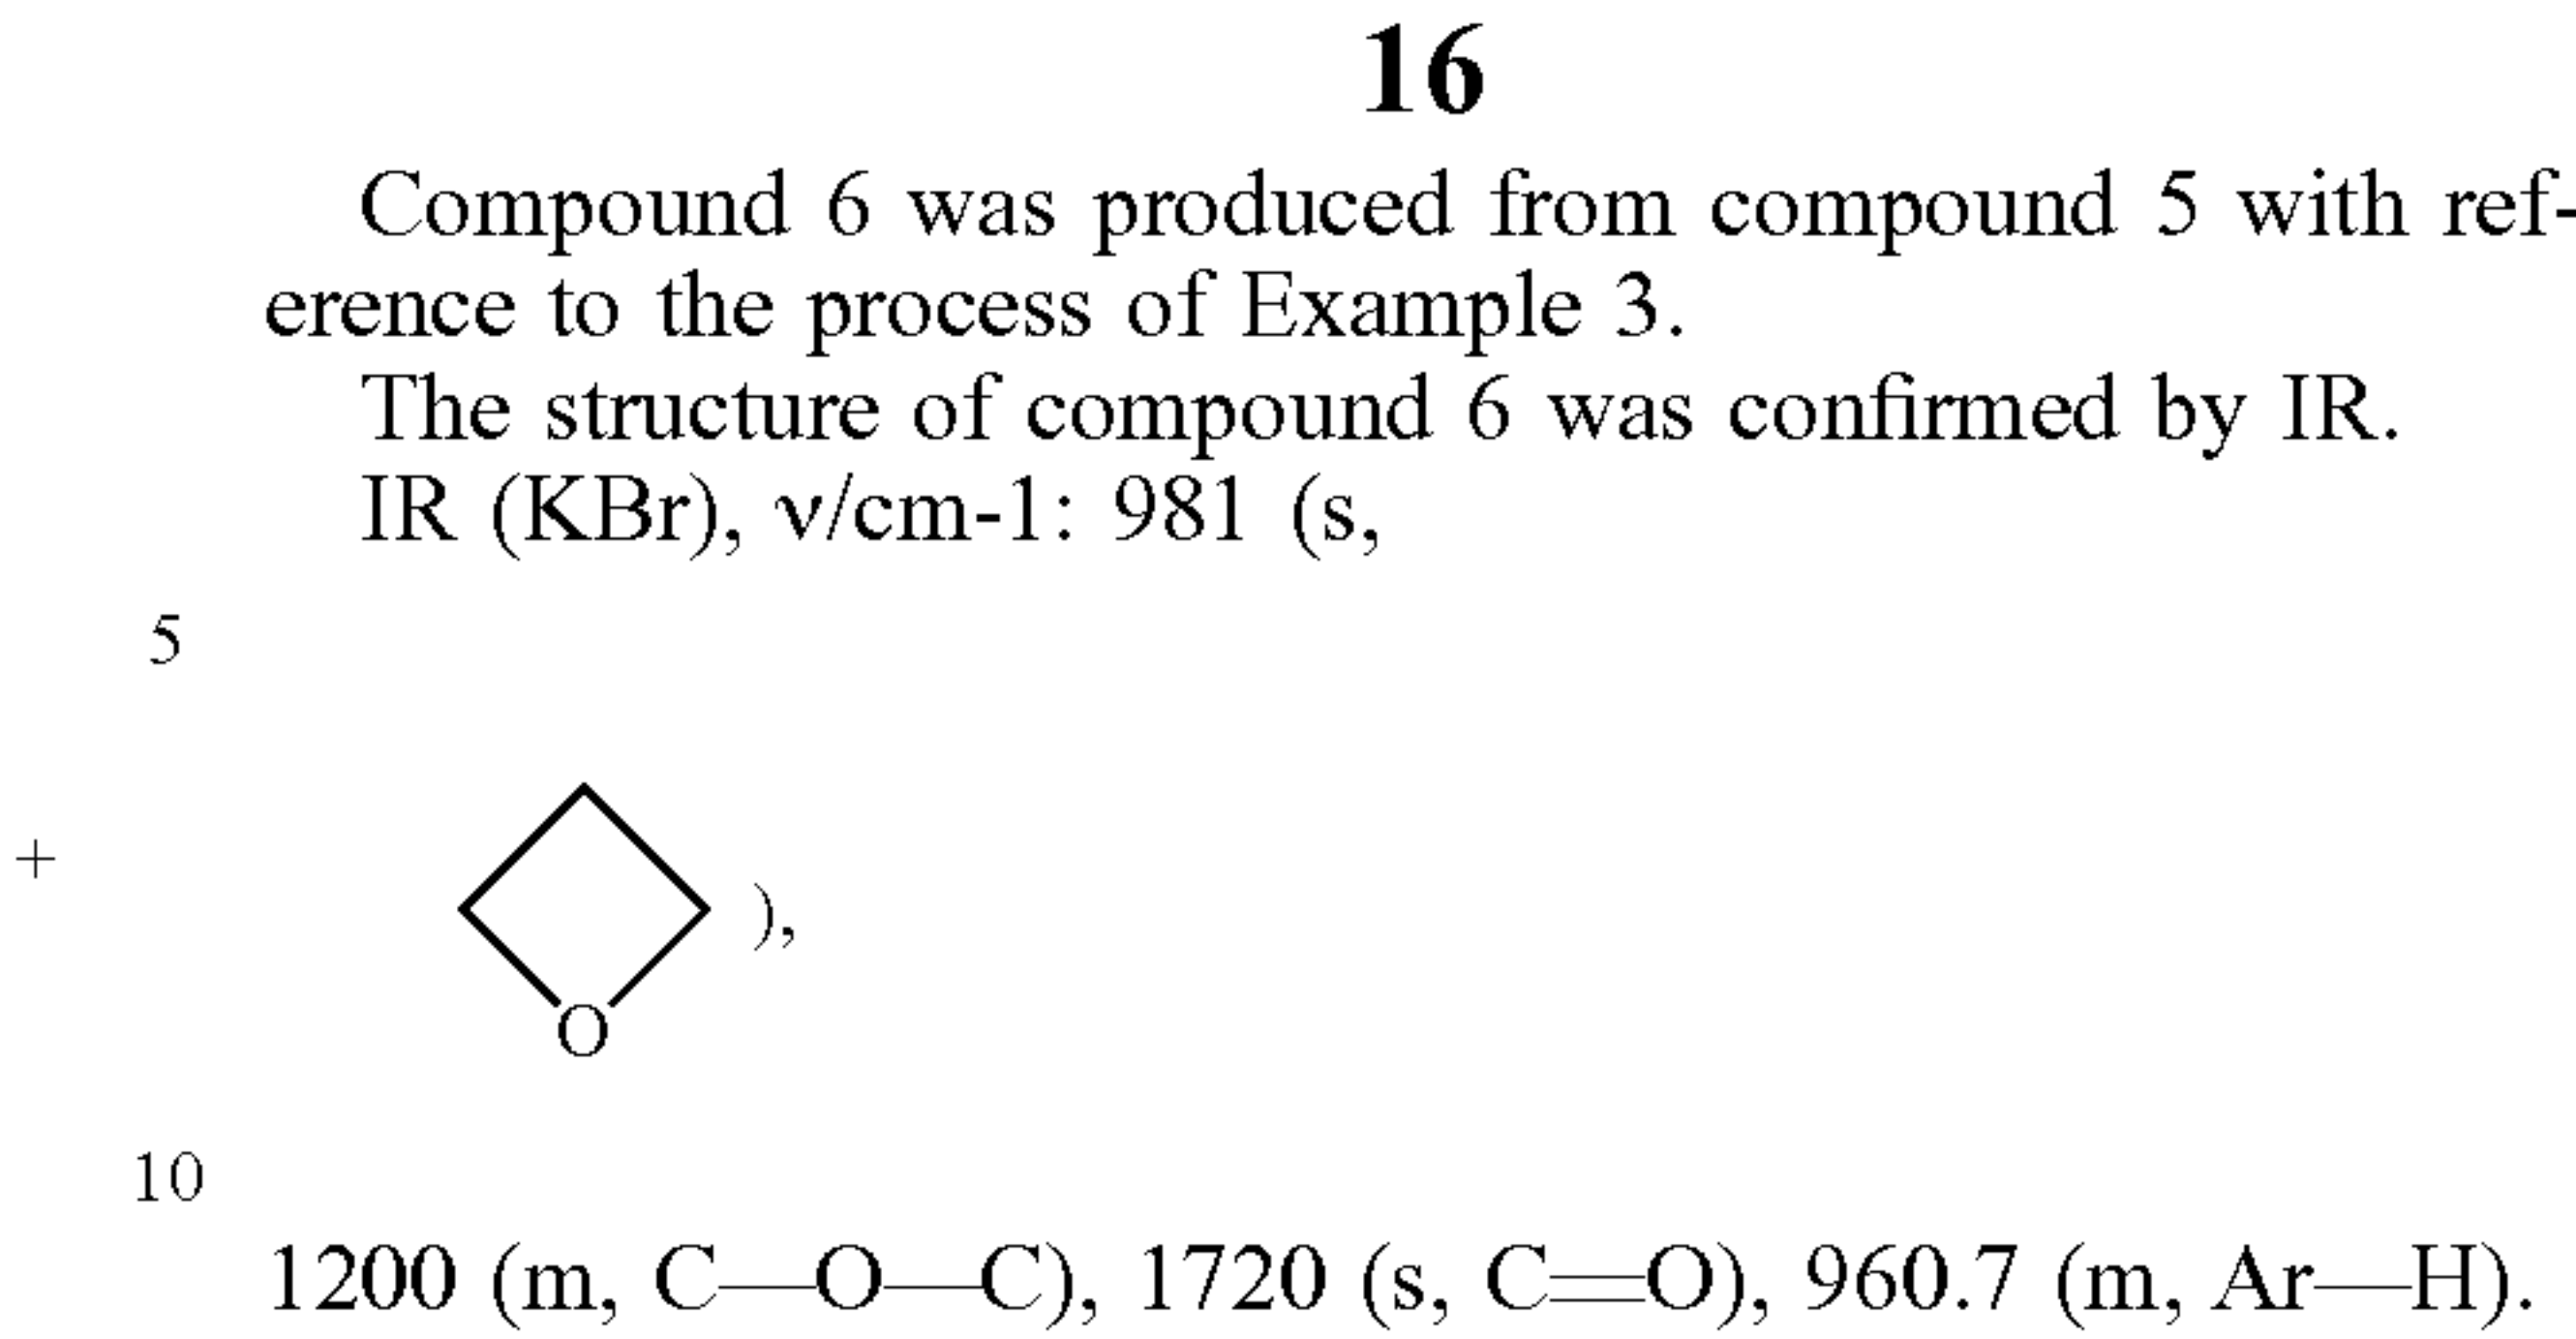 16
Compound 6 was produced from compound 5 with ref-
erence to the process of Example 3.
The structure of compound 6 was confirmed by IR.
IR (KBr), ν/cm-1: 981 (s,
5
+
),
O
10
1200 (m, C—O—C), 1720 (s, C=O), 960.7 (m, Ar—H).